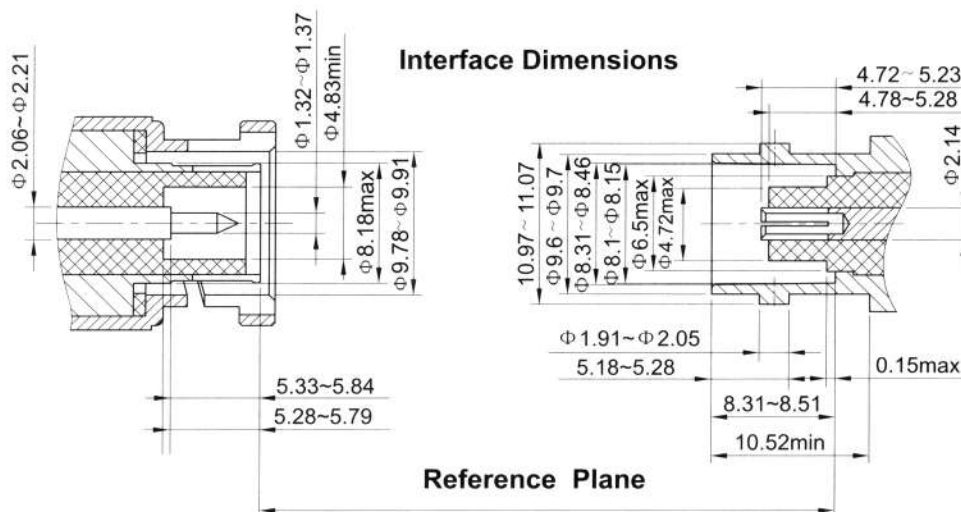 Interface Dimensions
Φ2.06~Φ2.21
Φ1.32~Φ1.37
Φ4.83min
Φ8.18max
Φ9.78~Φ9.91
5.33~5.84
5.28~5.79
4.72~5.23
4.78~5.28
10.97~11.07
Φ9.6~Φ9.7
Φ8.31~Φ8.46
Φ8.1~Φ8.15
Φ6.5max
Φ4.72max
Φ2.14
Φ1.91~Φ2.05
5.18~5.28
0.15max
8.31~8.51
10.52min
Reference Plane